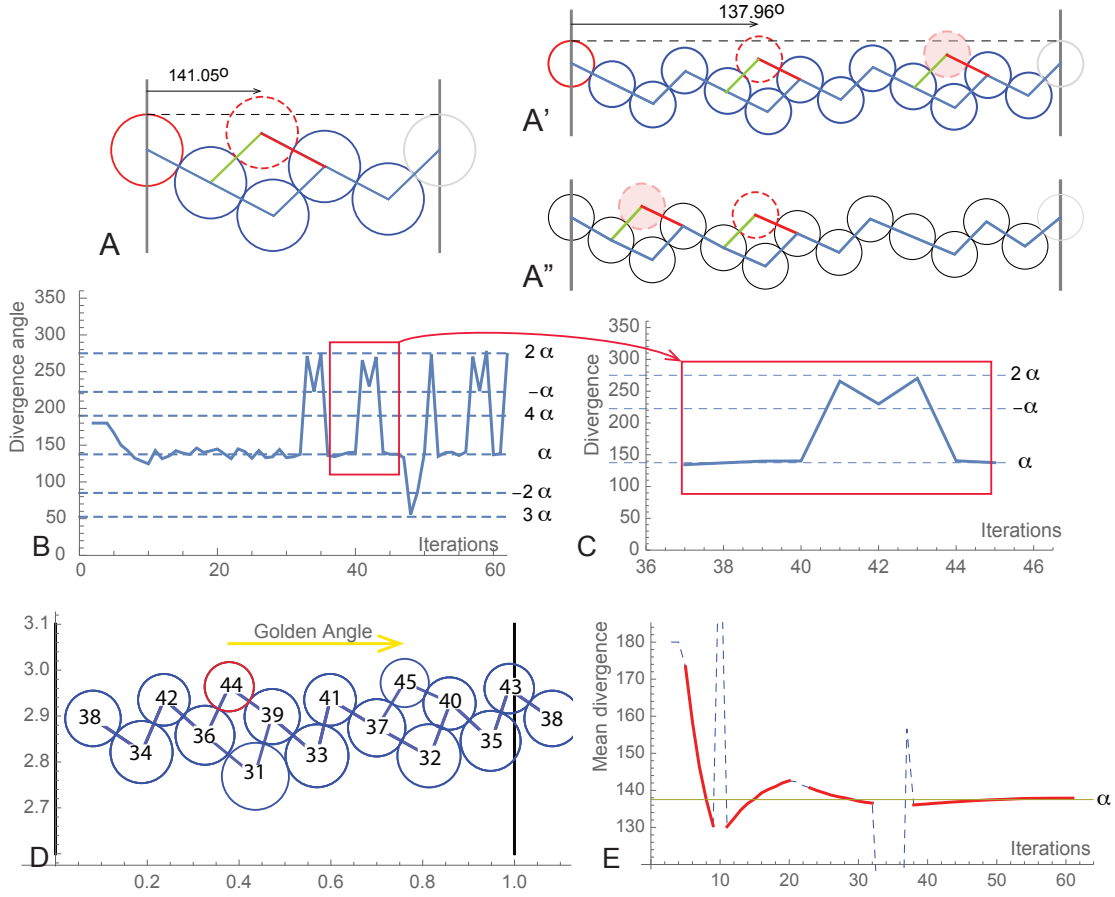 141.05º
A
137.96º
A'
A"
Divergence angle
350
300
250
200
150
100
50
0
2 α
−α
4 α
α
−2 α
3 α
Iterations
0 20 40 60
B
Divergence
350
300
250
200
150
100
50
0
2 α
−α
α
Iterations
36 38 40 42 44 46
C
3.1
3.0
2.9
2.8
2.7
Golden Angle
38 34 42 36 44 31 39 33 41 37 45 32 40 35 43 38
0.2 0.4 0.6 0.8 1.0
D
Mean divergence
180
170
160
150
140
130
α
Iterations
10 20 30 40 50 60
E